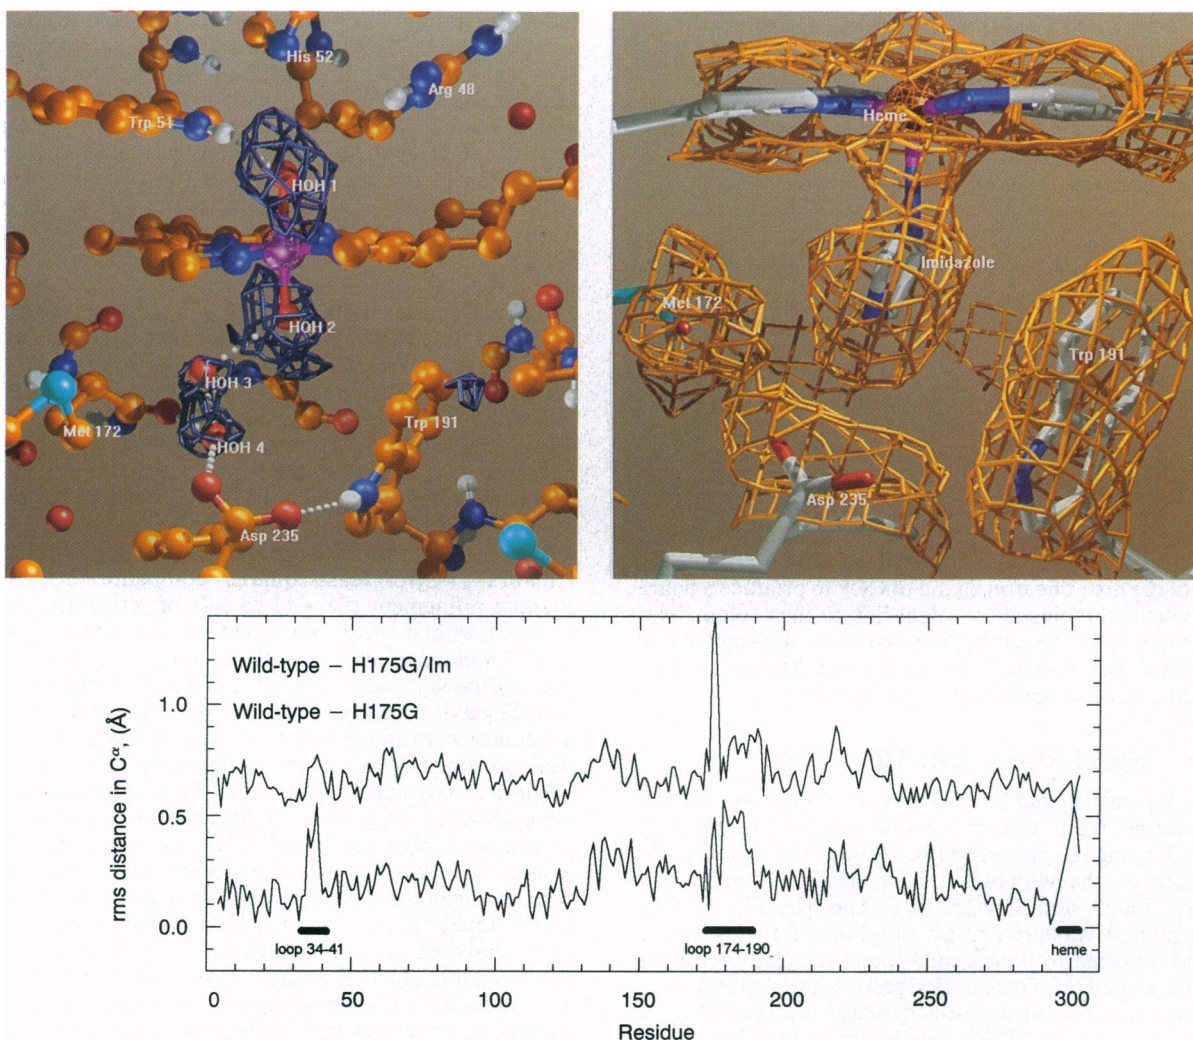 His 52
Arg 48
Trp 51
HOH 1
HOH 2
HOH 3
Met 172
HOH 4
Trp 191
Asp 235
Heme
Imidazole
Met 172
Trp 191
Asp 235
Wild-type – H175G/Im
Wild-type – H175G
rms distance in Cα, (Å)
1.0
0.5
0.0
loop 34-41
loop 174-190
heme
0
50
100
150
200
250
300
Residue